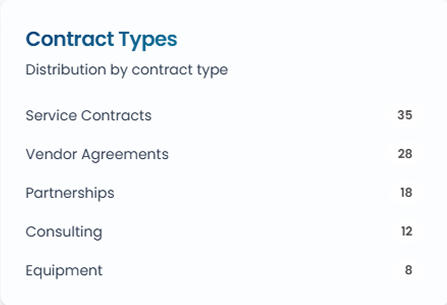 Contract Types
Distribution by contract type
Service Contracts 35
Vendor Agreements 28
Partnerships 18
Consulting 12
Equipment 8